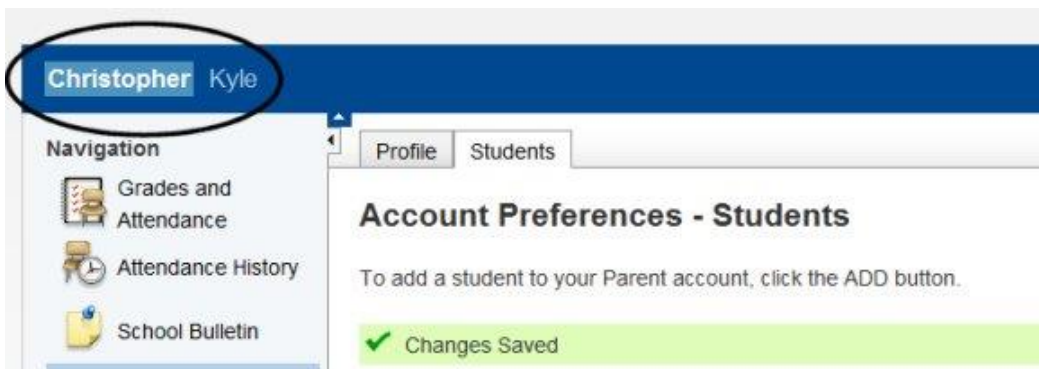 Christopher Kyle
Navigation
Grades and
Attendance
Attendance History
School Bulletin
Profile Students
Account Preferences - Students
To add a student to your Parent account, click the ADD button.
Changes Saved